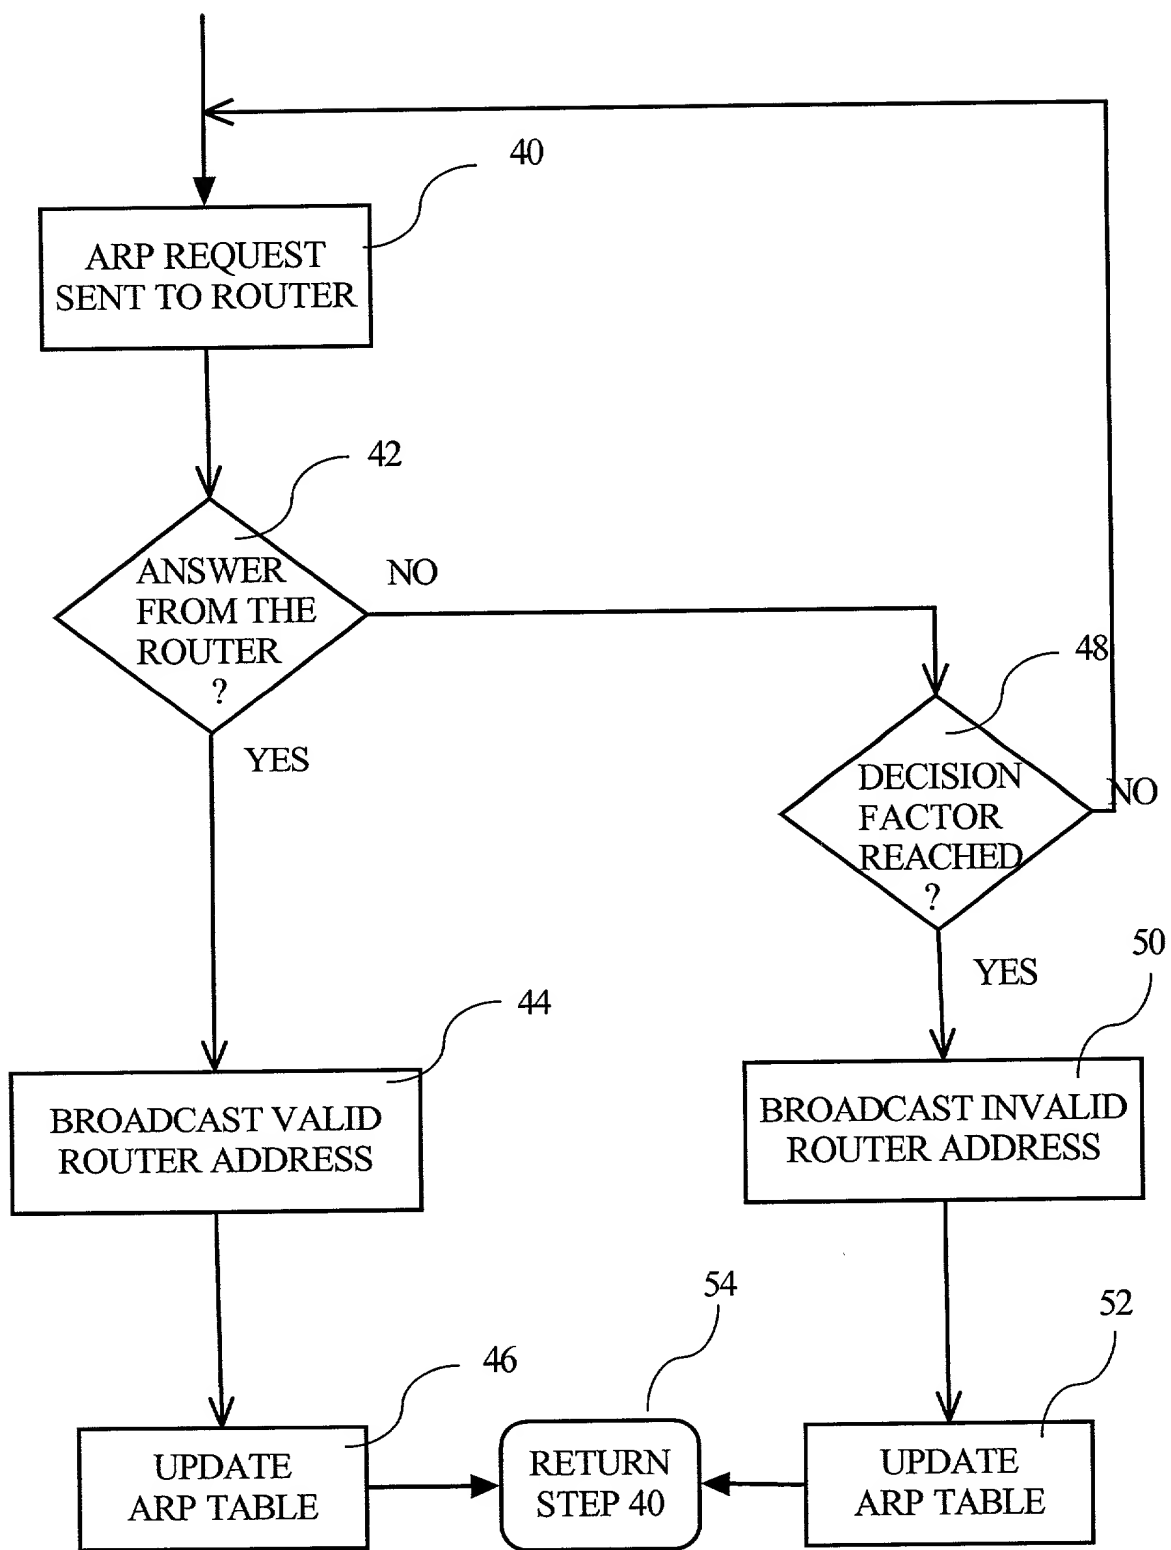 40
ARP REQUEST
SENT TO ROUTER
42
ANSWER
FROM THE
ROUTER
?
NO
YES
48
DECISION
FACTOR
REACHED
?
NO
YES
44
BROADCAST VALID
ROUTER ADDRESS
50
BROADCAST INVALID
ROUTER ADDRESS
46
UPDATE
ARP TABLE
54
RETURN
STEP 40
52
UPDATE
ARP TABLE